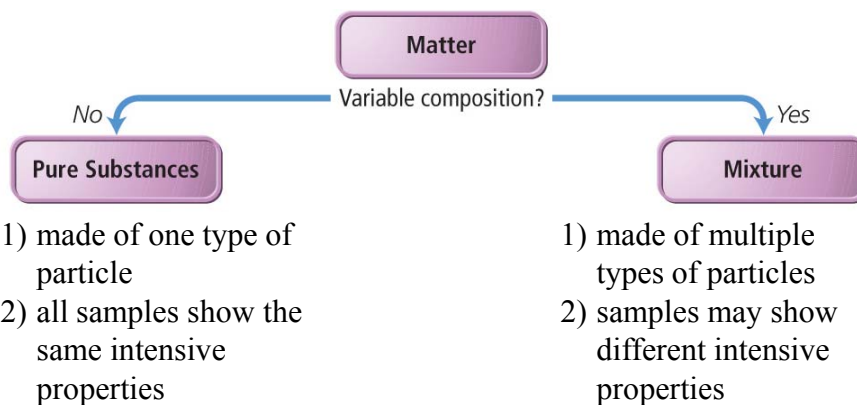 Matter
Variable composition?
No
Yes
Pure Substances
Mixture
1) made of one type of
particle
2) all samples show the
same intensive
properties
1) made of multiple
types of particles
2) samples may show
different intensive
properties